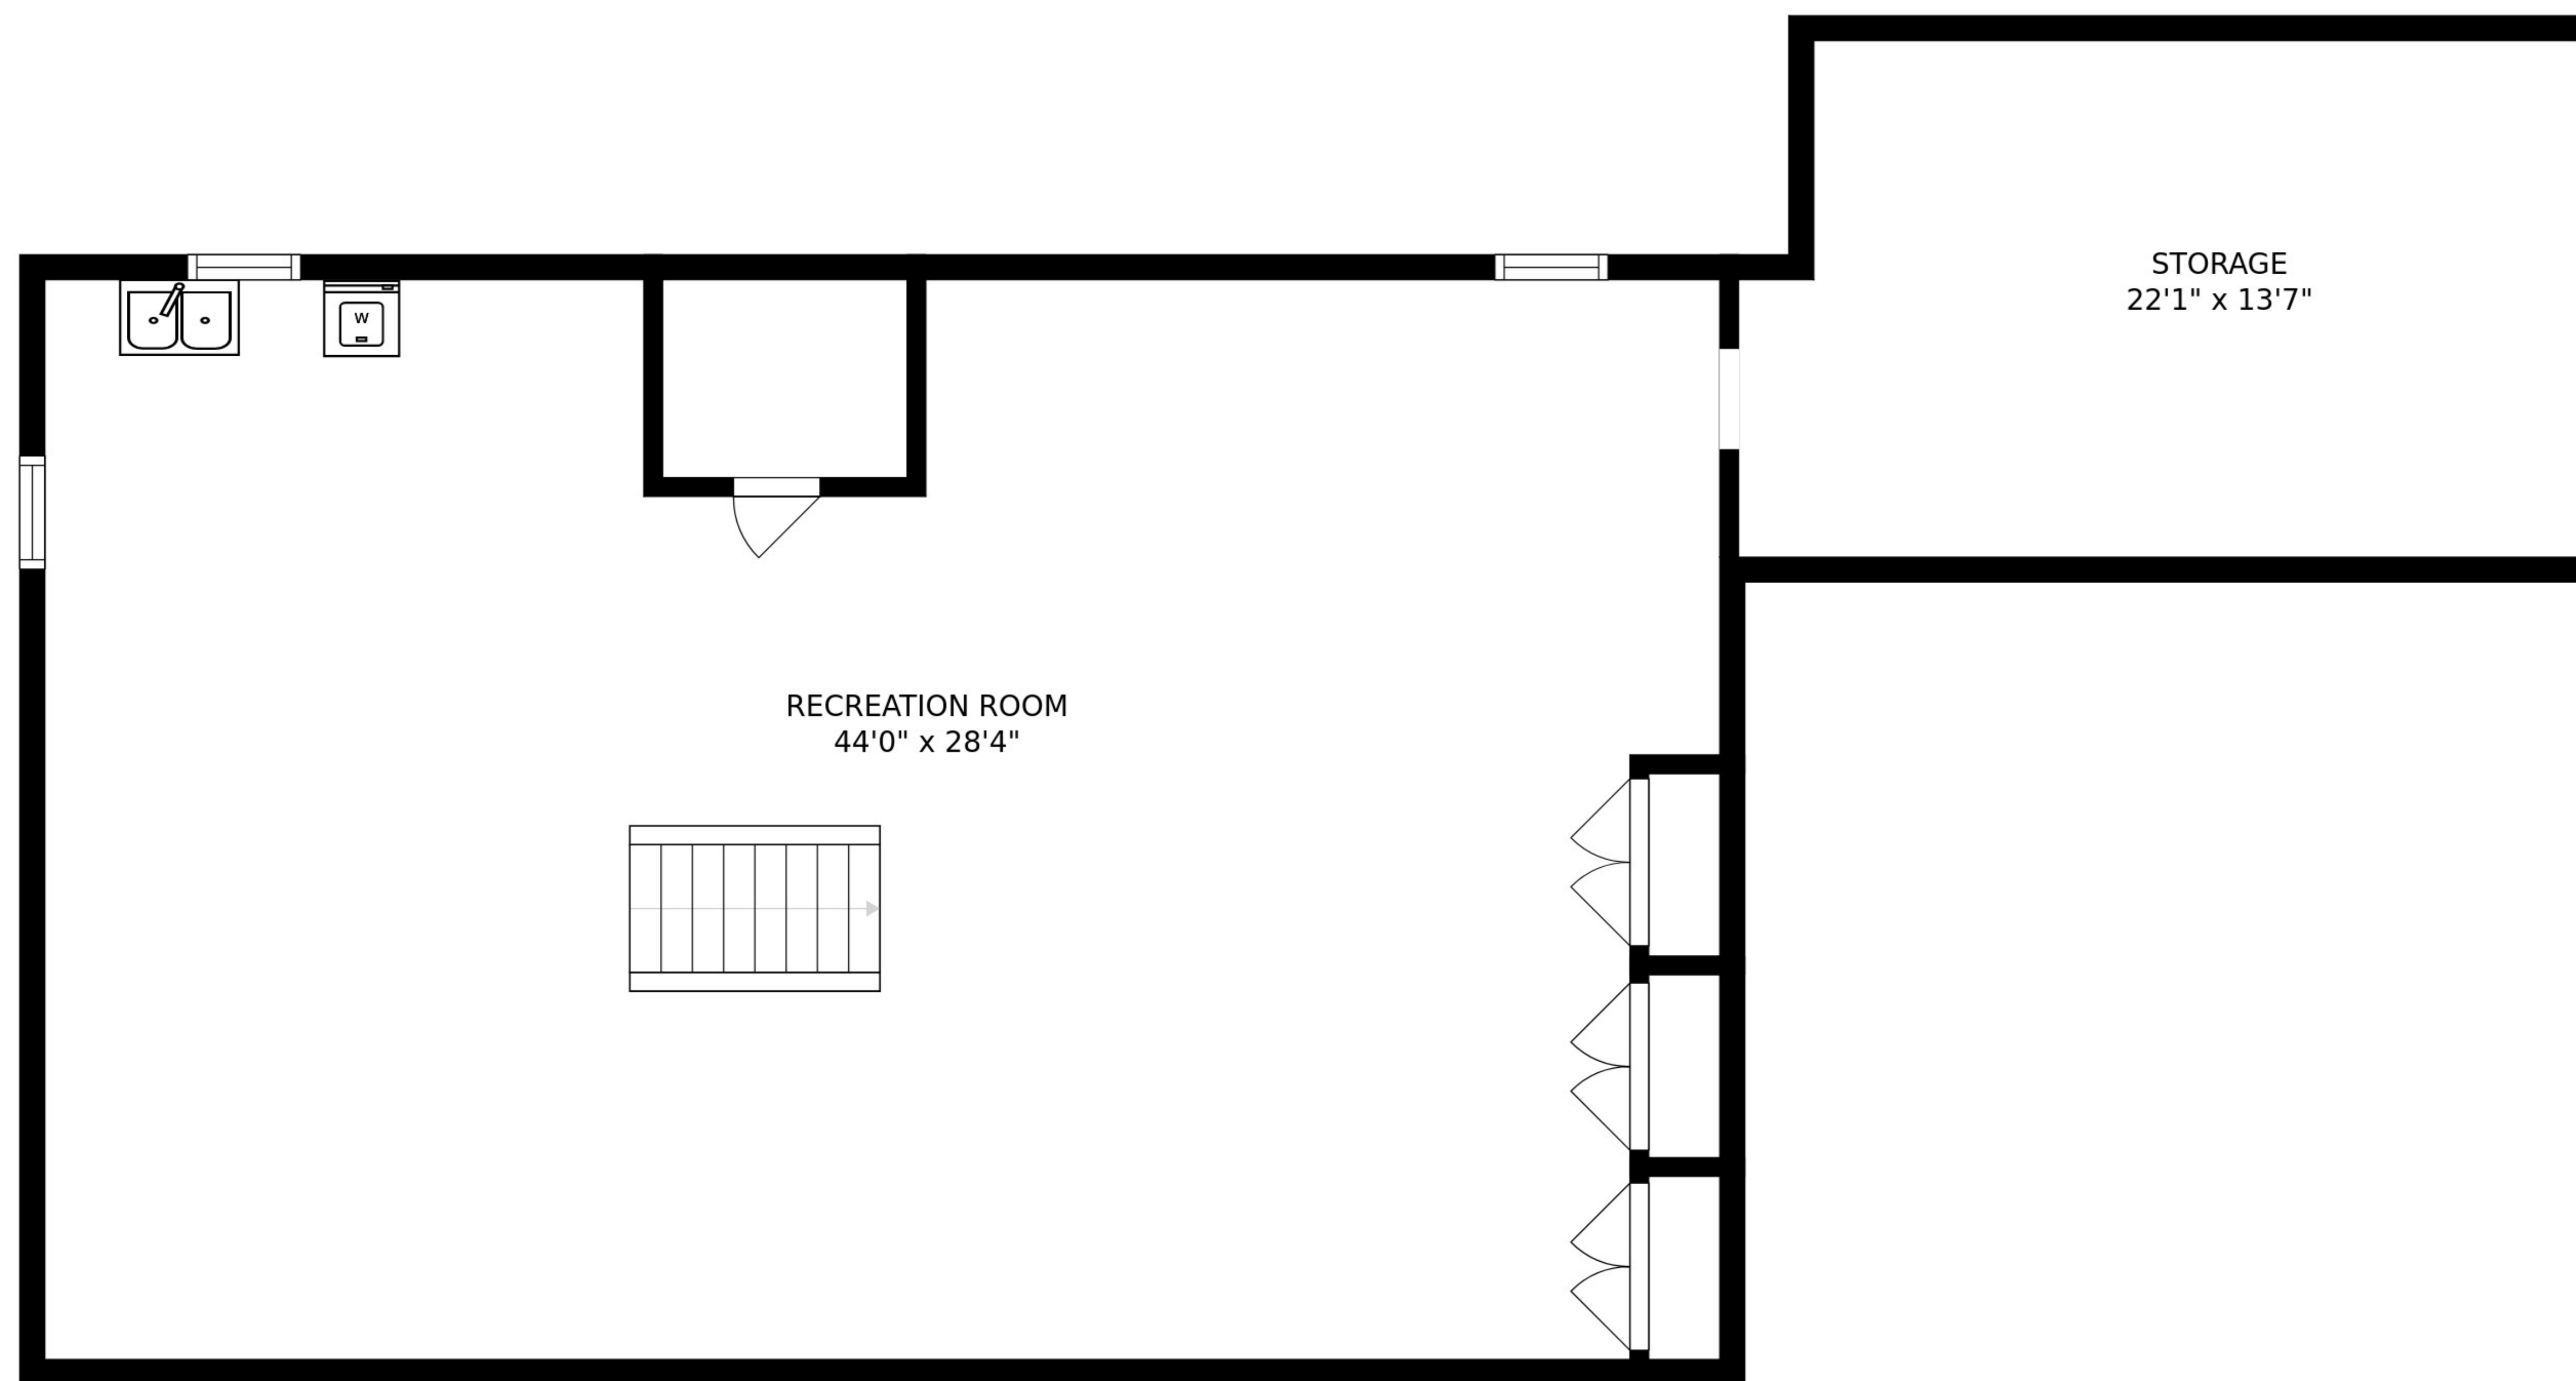 STORAGE
22'1" x 13'7"
W
RECREATION ROOM
44'0" x 28'4"